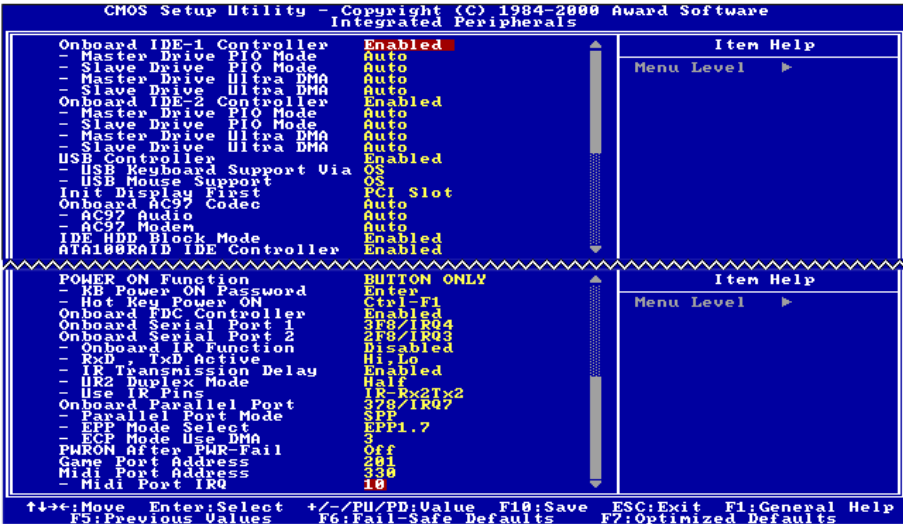 CMOS Setup Utility - Copyright (C) 1984-2000 Award Software
Integrated Peripherals
Onboard IDE-1 Controller Enabled
- Master Drive PIO Mode Auto
- Slave Drive PIO Mode Auto
- Master Drive Ultra DMA Auto
- Slave Drive Ultra DMA Auto
Onboard IDE-2 Controller Enabled
- Master Drive PIO Mode Auto
- Slave Drive PIO Mode Auto
- Master Drive Ultra DMA Auto
- Slave Drive Ultra DMA Auto
USB Controller Enabled
- USB Keyboard Support Via OS
- USB Mouse Support OS
Init Display First PCI Slot
Onboard AC97 Codec Auto
- AC97 Audio Auto
- AC97 Modem Auto
IDE HDD Block Mode Enabled
ATA100RAID IDE Controller Enabled
Item Help
Menu Level ►
POWER ON Function BUTTON ONLY
- KB Power ON Password Enter
- Hot Key Power ON Ctrl-F1
Onboard FDC Controller Enabled
Onboard Serial Port 1 3F8/IRQ4
Onboard Serial Port 2 2F8/IRQ3
- Onboard IR Function Disabled
- RxD , TxD Active Hi,Lo
- IR Transmission Delay Enabled
- UR2 Duplex Mode Half
- Use IR Pins IR-Rx2Tx2
Onboard Parallel Port 378/IRQ7
- Parallel Port Mode SPP
- EPP Mode Select EPP1.7
- ECP Mode Use DMA 3
PWRON After PWR-Fail Off
Game Port Address 201
Midi Port Address 330
- Midi Port IRQ 10
Item Help
Menu Level ►
↑↓→←:Move Enter:Select +/-/PU/PD:Value F10:Save ESC:Exit F1:General Help
F5:Previous Values F6:Fail-Safe Defaults F7:Optimized Defaults